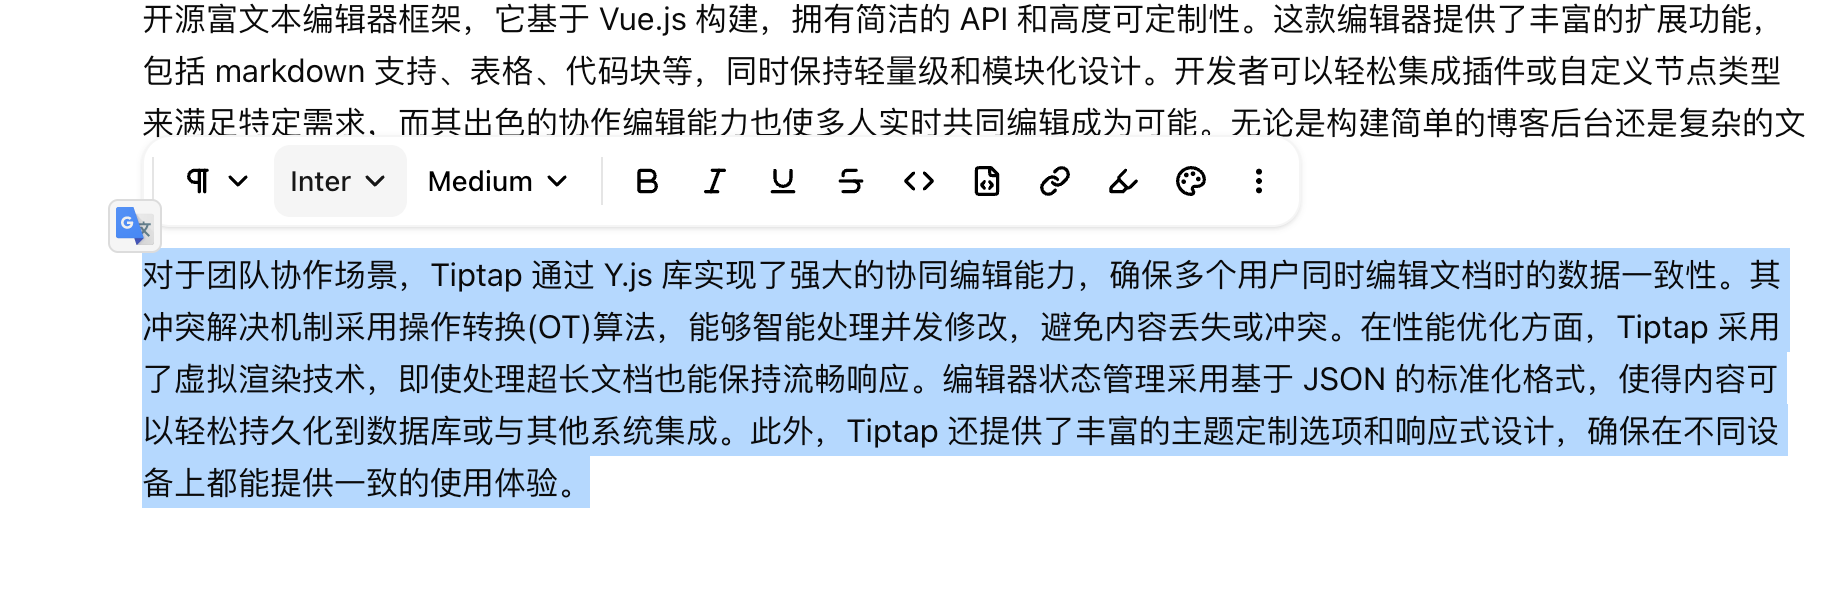 开源富文本编辑器框架，它基于 Vue.js 构建，拥有简洁的 API 和高度可定制性。这款编辑器提供了丰富的扩展功能，
包括 markdown 支持、表格、代码块等，同时保持轻量级和模块化设计。开发者可以轻松集成插件或自定义节点类型
来满足特定需求，而其出色的协作编辑能力也使多人实时共同编辑成为可能。无论是构建简单的博客后台还是复杂的文
Inter Medium B I U S
G 文
对于团队协作场景，Tiptap 通过 Y.js 库实现了强大的协同编辑能力，确保多个用户同时编辑文档时的数据一致性。其
冲突解决机制采用操作转换(OT)算法，能够智能处理并发修改，避免内容丢失或冲突。在性能优化方面，Tiptap 采用
了虚拟渲染技术，即使处理超长文档也能保持流畅响应。编辑器状态管理采用基于 JSON 的标准化格式，使得内容可
以轻松持久化到数据库或与其他系统集成。此外，Tiptap 还提供了丰富的主题定制选项和响应式设计，确保在不同设
备上都能提供一致的使用体验。